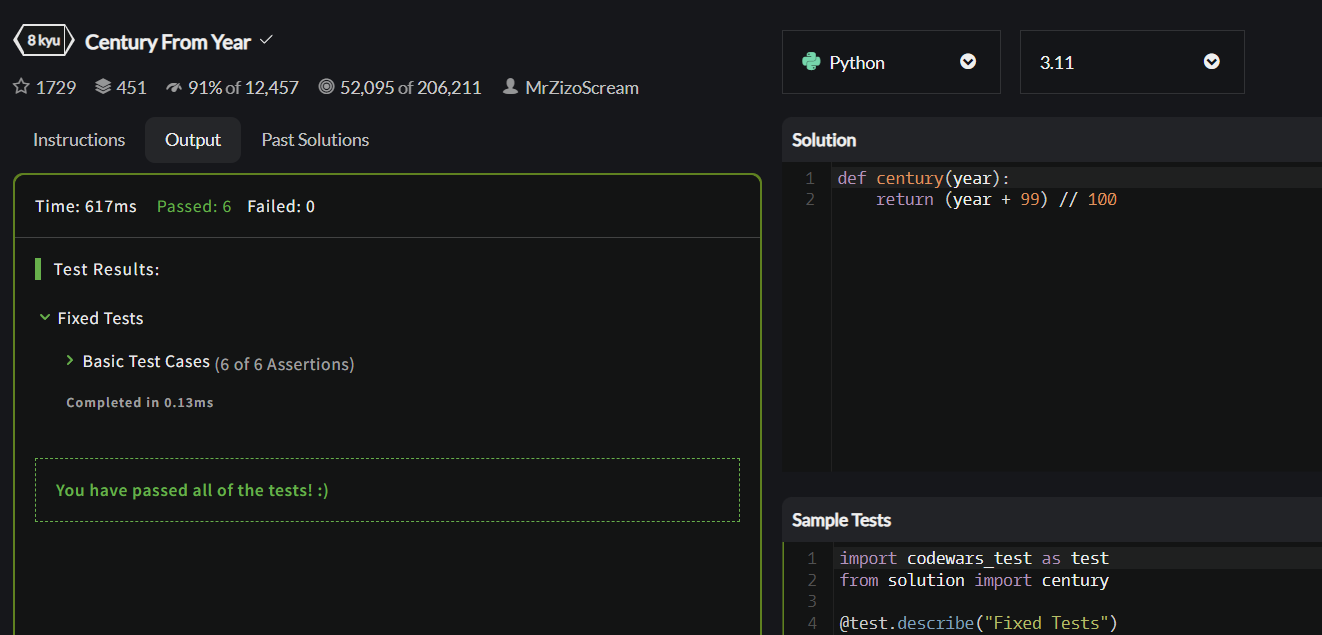 8 kyu Century From Year
1729 451 91% of 12,457 52,095 of 206,211 MrZizoScream
Instructions Output Past Solutions
Time: 617ms Passed: 6 Failed: 0
Test Results:
Fixed Tests
Basic Test Cases (6 of 6 Assertions)
Completed in 0.13ms
You have passed all of the tests! :)
Python 3.11
Solution
1 def century(year):
2 return (year + 99) // 100
Sample Tests
1 import codewars_test as test
2 from solution import century
3
4 @test.describe("Fixed Tests")